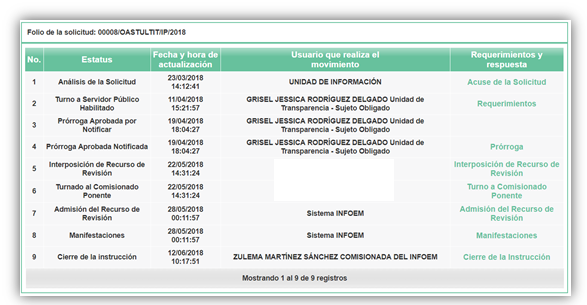 Folio de la solicitud: 00008/OASTULTIT/IP/2018
No. Estatus Fecha y hora de actualización Usuario que realiza el movimiento Requerimientos y respuesta
1 Análisis de la Solicitud 23/03/2018 14:12:41 UNIDAD DE INFORMACIÓN Acuse de la Solicitud
2 Turno a Servidor Público Habilitado 11/04/2018 15:21:57 GRISEL JESSICA RODRÍGUEZ DELGADO Unidad de Transparencia - Sujeto Obligado Requerimientos
3 Prórroga Aprobada por Notificar 19/04/2018 18:04:27 GRISEL JESSICA RODRÍGUEZ DELGADO Unidad de Transparencia - Sujeto Obligado
4 Prórroga Aprobada Notificada 19/04/2018 18:04:27 GRISEL JESSICA RODRÍGUEZ DELGADO Unidad de Transparencia - Sujeto Obligado Prórroga
5 Interposición de Recurso de Revisión 22/05/2018 14:31:24 Interposición de Recurso de Revisión
6 Turnado al Comisionado Ponente 22/05/2018 14:31:24 Turno a Comisionado Ponente
7 Admisión del Recurso de Revisión 28/05/2018 00:11:57 Sistema INFOEM Admisión del Recurso de Revisión
8 Manifestaciones 28/05/2018 00:11:57 Sistema INFOEM Manifestaciones
9 Cierre de la instrucción 12/06/2018 10:17:51 ZULEMA MARTÍNEZ SÁNCHEZ COMISIONADA DEL INFOEM Cierre de la Instrucción
Mostrando 1 al 9 de 9 registros